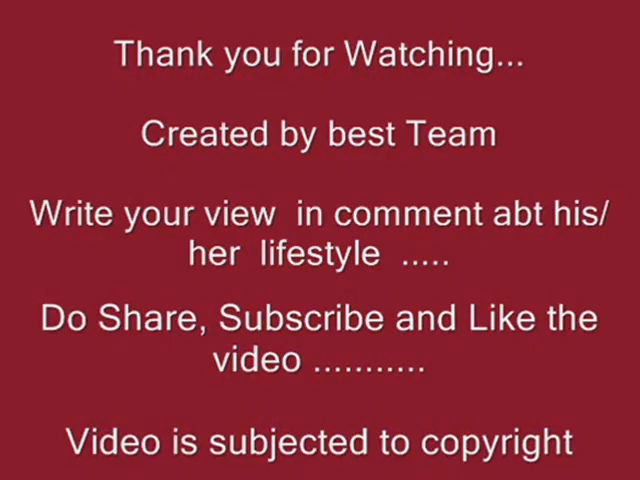 Thank you for Watching...
Created by best Team
Write your view  in comment abt his/
her  lifestyle  .....
Do Share, Subscribe and Like the
video ...........
Video is subjected to copyright